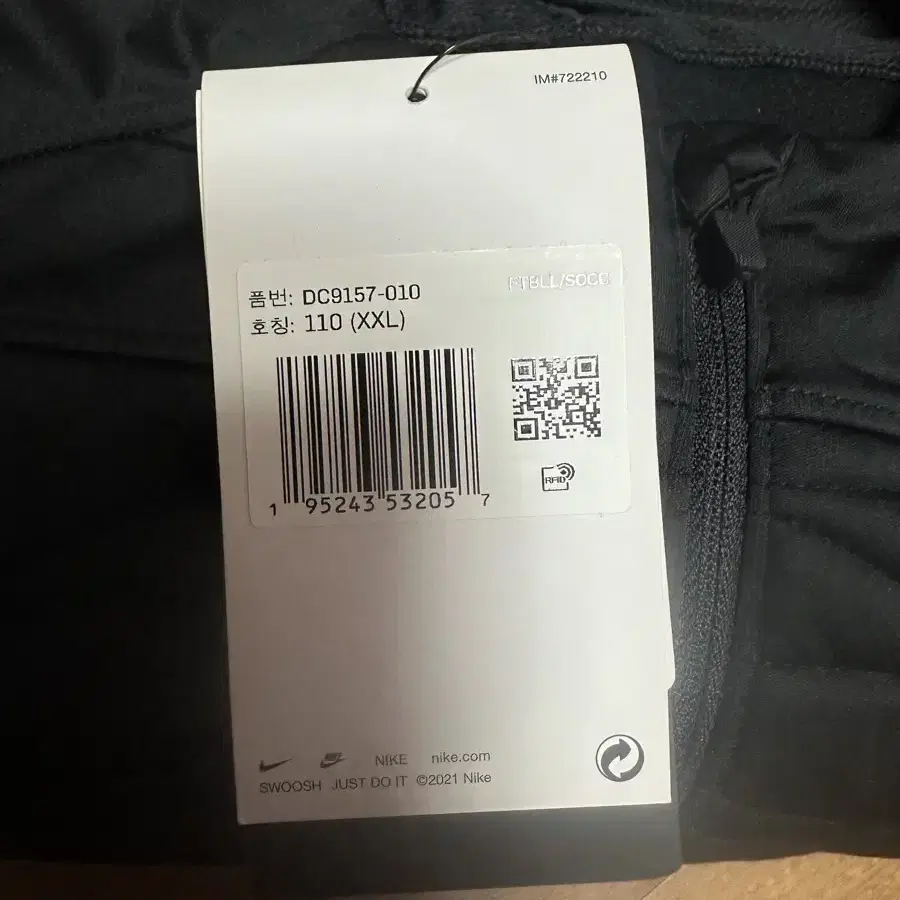 IM#722210
FTBLL/SOCC
품번: DC9157-010
호칭: 110 (XXL)
1 95243 53205 7
RFID
NIKE nike.com
SWOOSH JUST DO IT ©2021 Nike